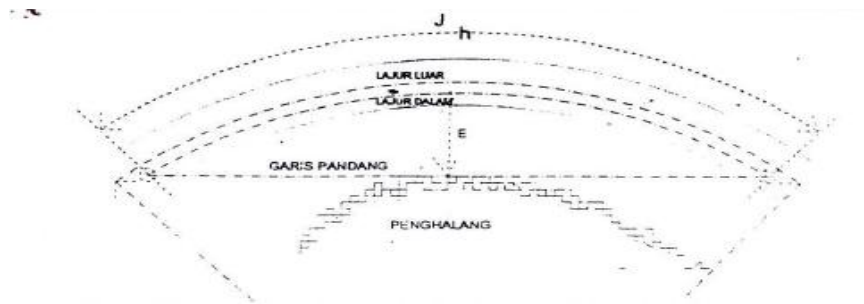 J
h
LAJUR LUAR
LAJUR DALAM
E
GARIS PANDANG
PENGHALANG